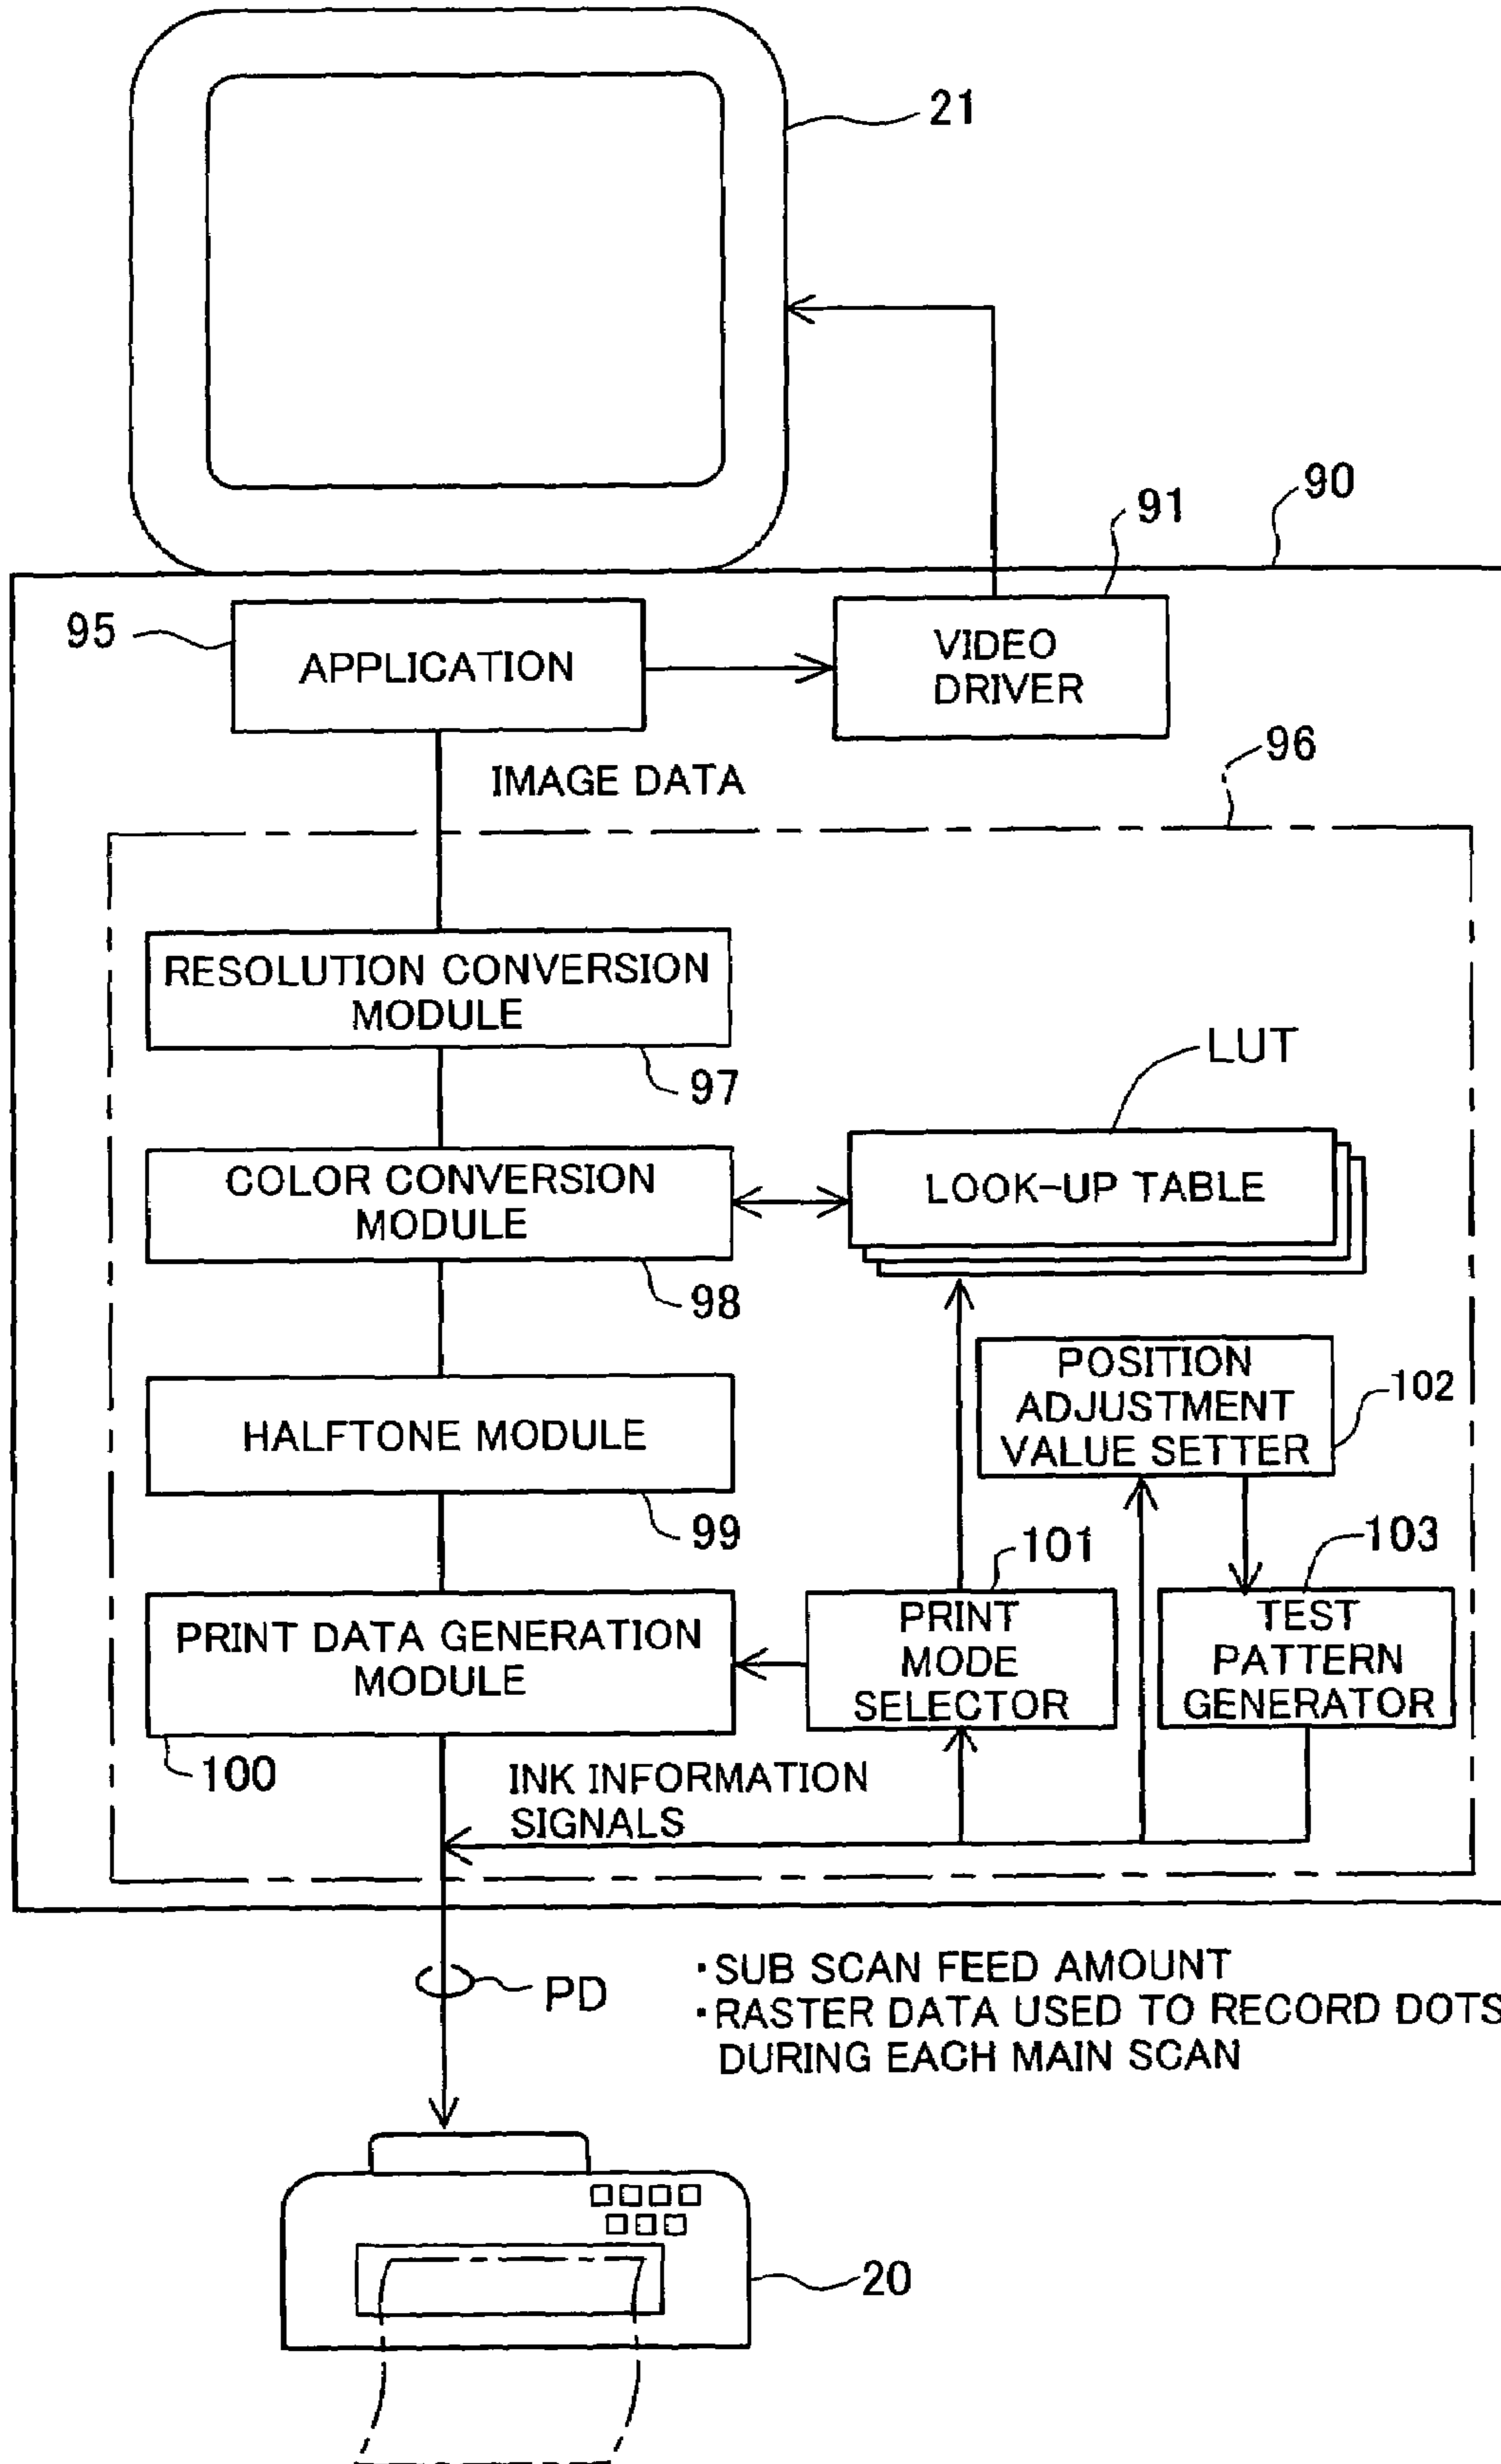 21
90
91
95
APPLICATION
VIDEO
DRIVER
96
IMAGE DATA
RESOLUTION CONVERSION
MODULE
97
LUT
COLOR CONVERSION
MODULE
LOOK-UP TABLE
98
POSITION
ADJUSTMENT
VALUE SETTER
102
HALFTONE MODULE
99
101
103
PRINT DATA GENERATION
MODULE
PRINT
MODE
SELECTOR
TEST
PATTERN
GENERATOR
100
INK INFORMATION
SIGNALS
PD
・SUB SCAN FEED AMOUNT
・RASTER DATA USED TO RECORD DOTS
DURING EACH MAIN SCAN
20